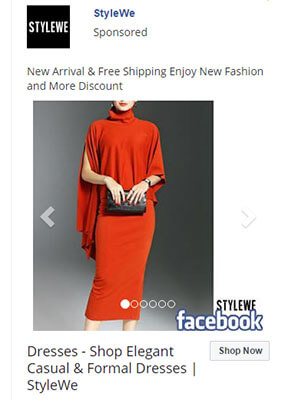 STYLEWE
StyleWe
Sponsored
New Arrival & Free Shipping Enjoy New Fashion
and More Discount
STYLEWE
facebook
Dresses - Shop Elegant
Casual & Formal Dresses |
StyleWe
Shop Now